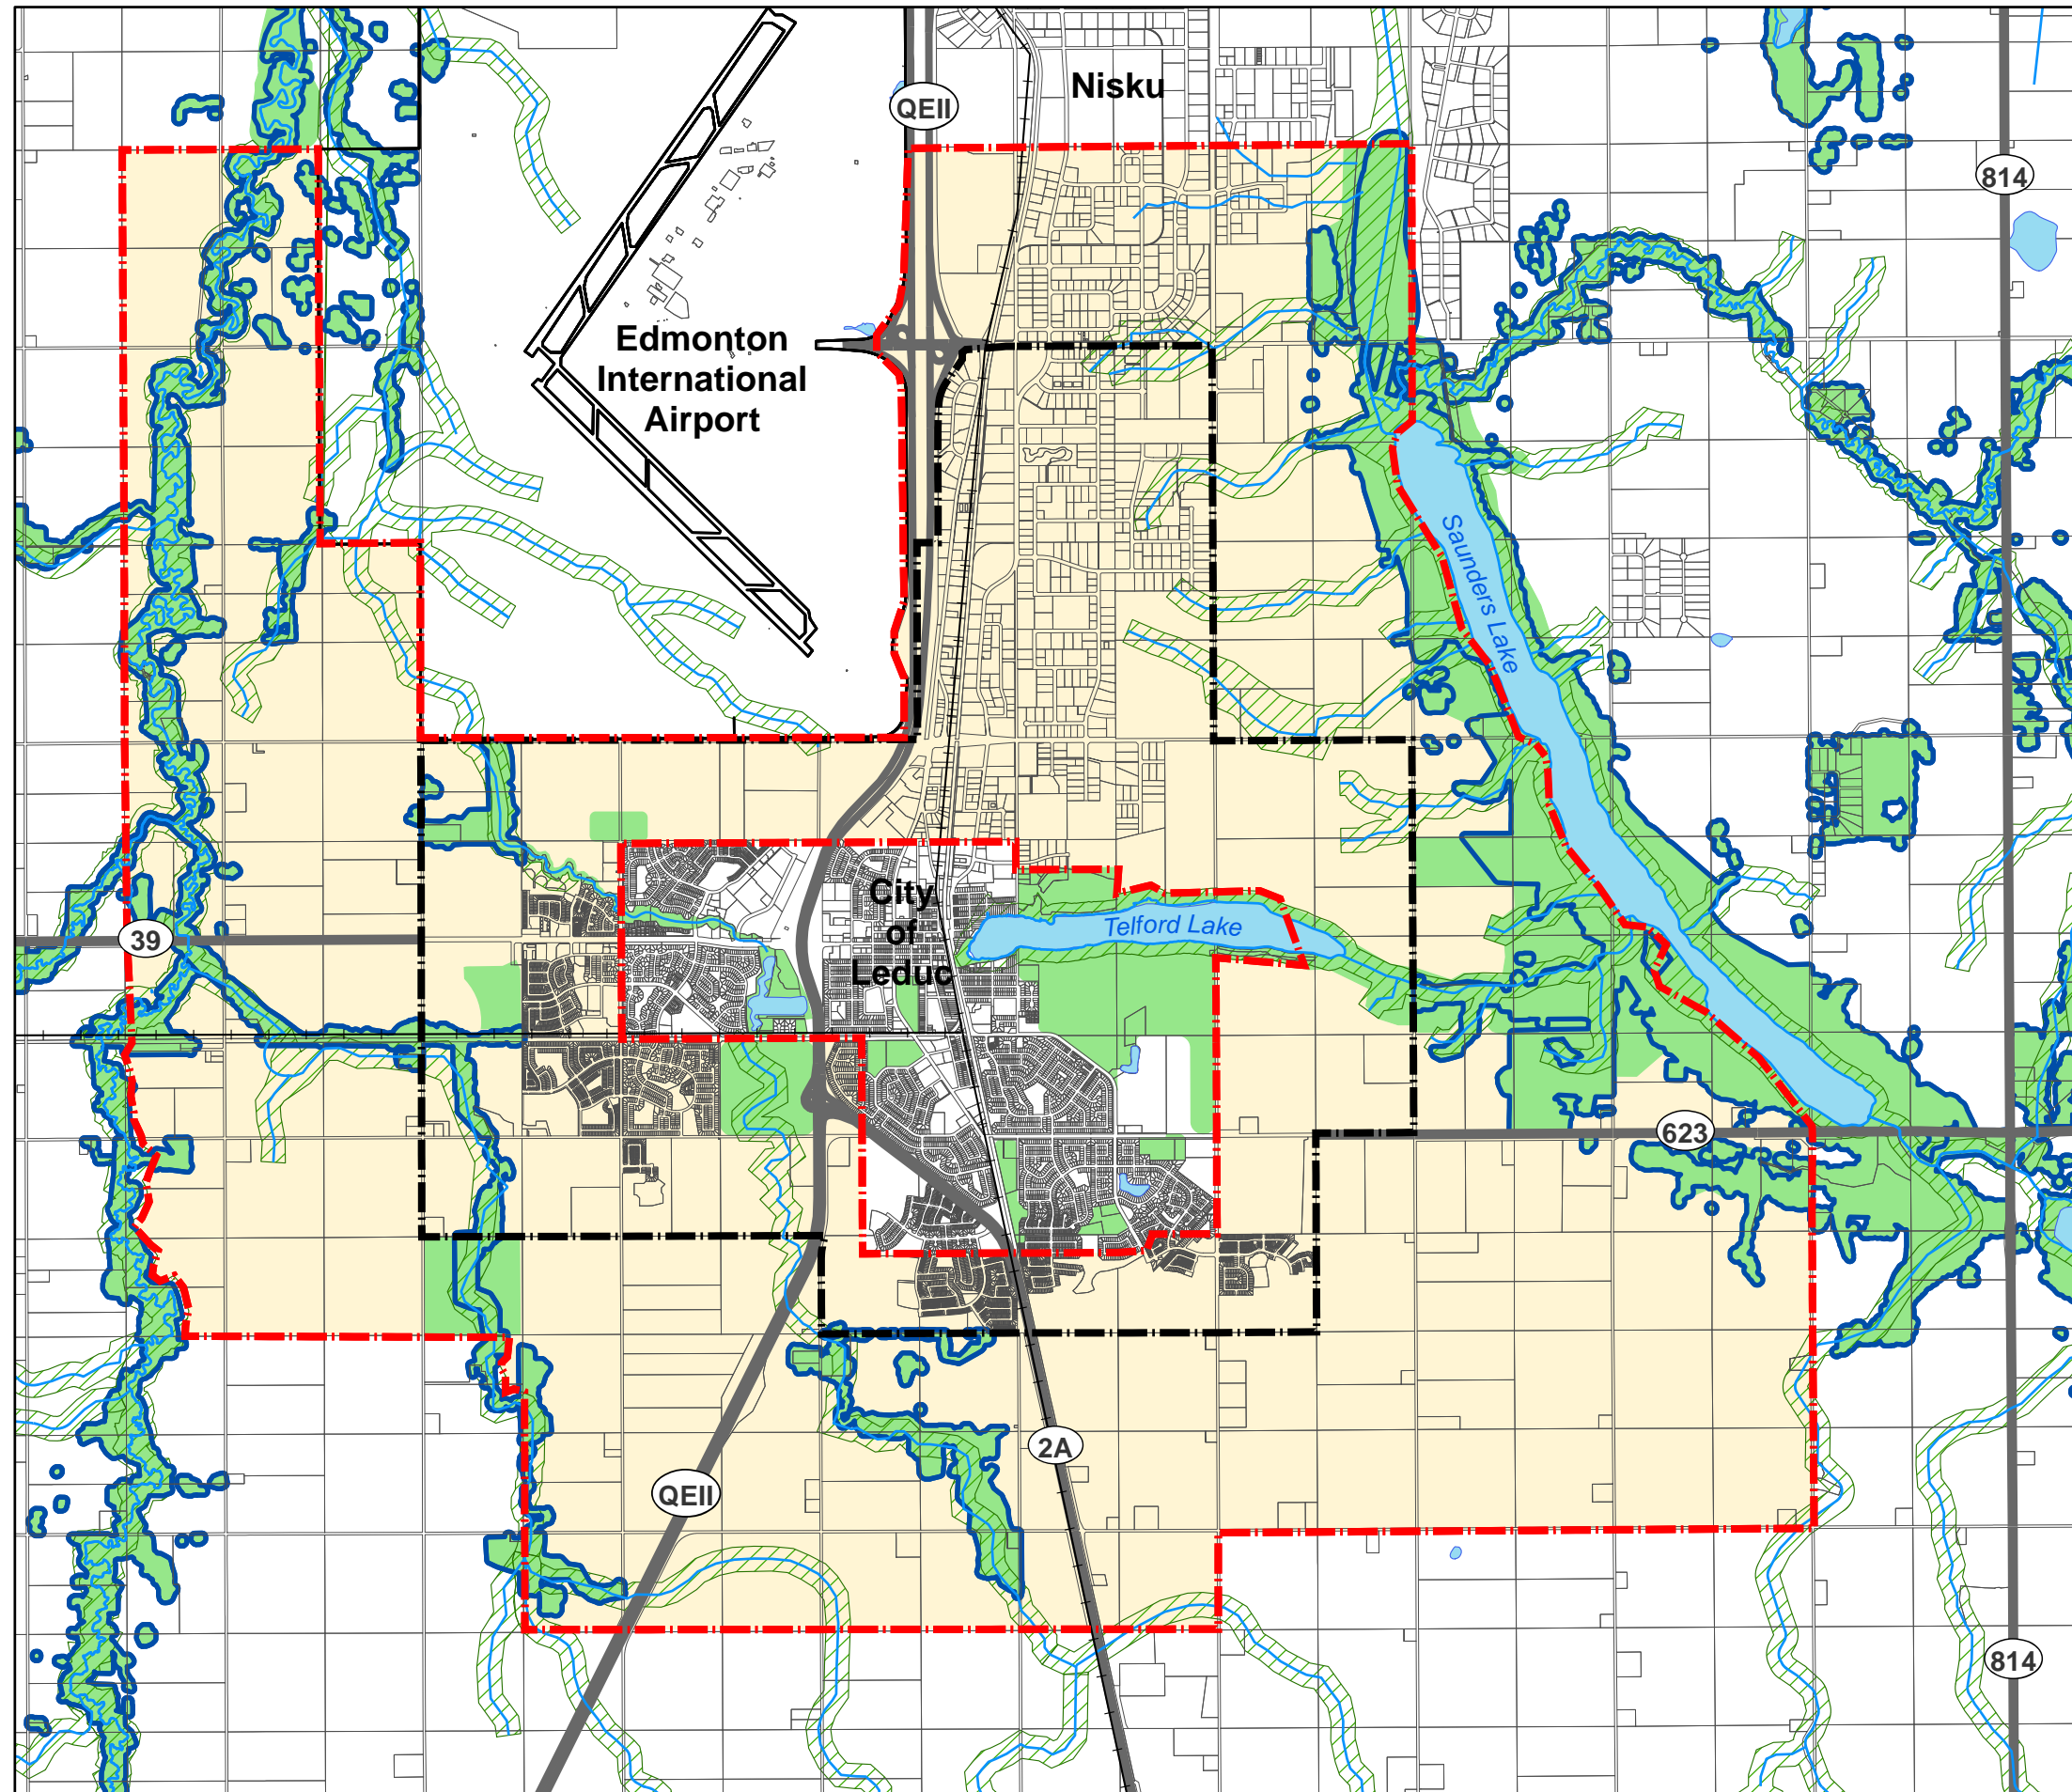 Nisku
QEII
814
Edmonton
International
Airport
Saunders Lake
City
of
Leduc
Telford Lake
39
623
2A
QEII
814